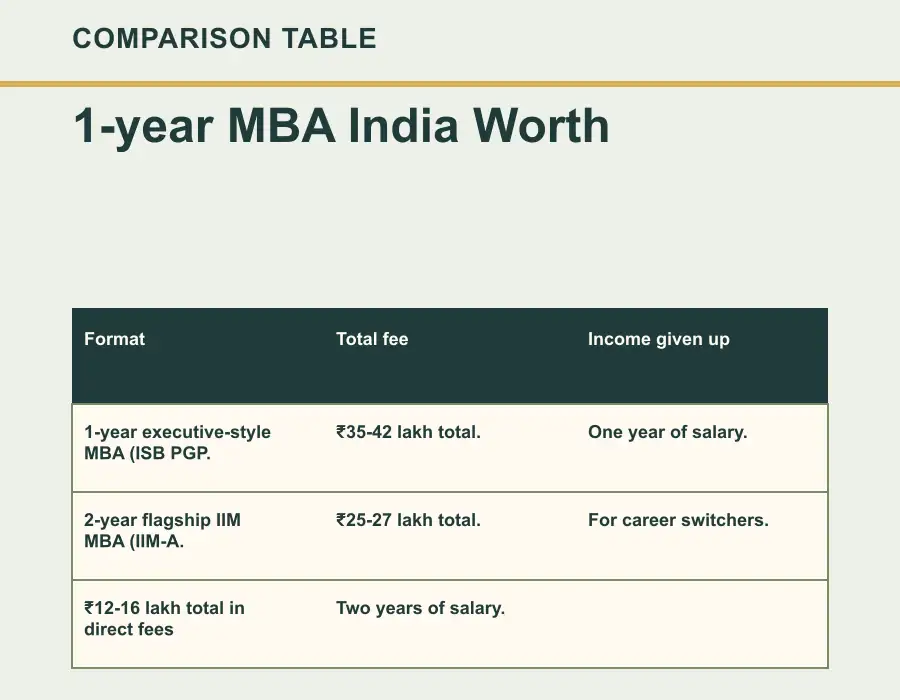 COMPARISON TABLE
1-year MBA India Worth
Format Total fee Income given up
1-year executive-style ₹35-42 lakh total. One year of salary.
MBA (ISB PGP.
2-year flagship IIM ₹25-27 lakh total. For career switchers.
MBA (IIM-A.
₹12-16 lakh total in Two years of salary.
direct fees